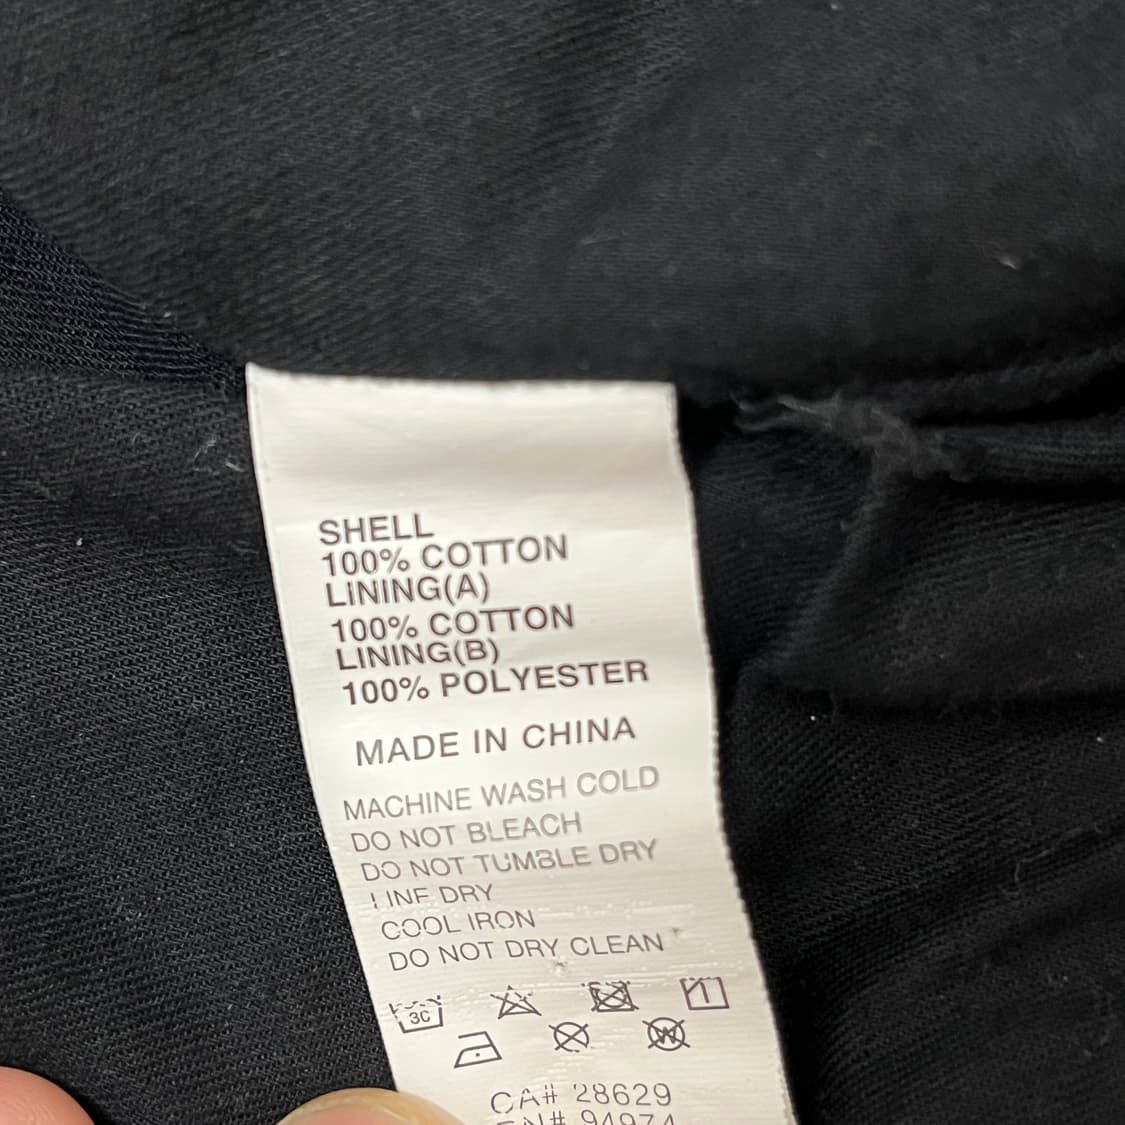 SHELL
100% COTTON
LINING(A)
100% COTTON
LINING(B)
100% POLYESTER
MADE IN CHINA
MACHINE WASH COLD
DO NOT BLEACH
DO NOT TUMBLE DRY
LINE DRY
COOL IRON
DO NOT DRY CLEAN
30
W
CA# 28629